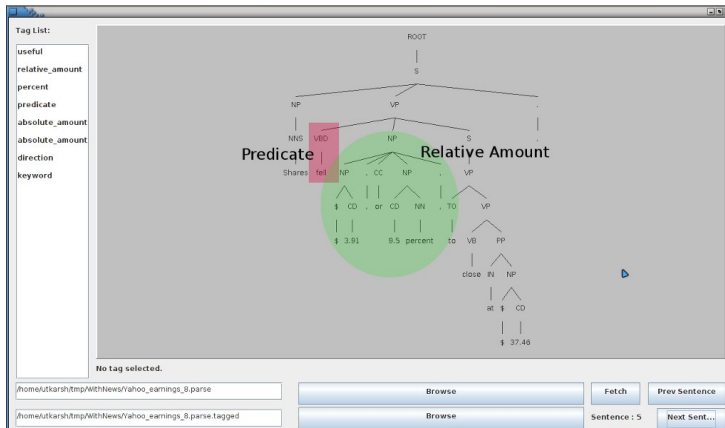 Tag List:
useful
relative_amount
percent
predicate
absolute_amount
absolute_amount
direction
keyword
ROOT
S
NP VP .
NNS VBD NP S .
Predicate Relative Amount
Shares fell NP , CC NP , VP
$ CD , or CD NN , TO VP
$ 3.91 9.5 percent to VB PP
close IN NP
at $ CD
$ 37.46
No tag selected.
/home/utkarsh/tmp/WithNews/Yahoo_earnings_8.parse Browse Fetch Prev Sentence
/home/utkarsh/tmp/WithNews/Yahoo_earnings_8.parse.tagged Browse Sentence : 5 Next Sent...